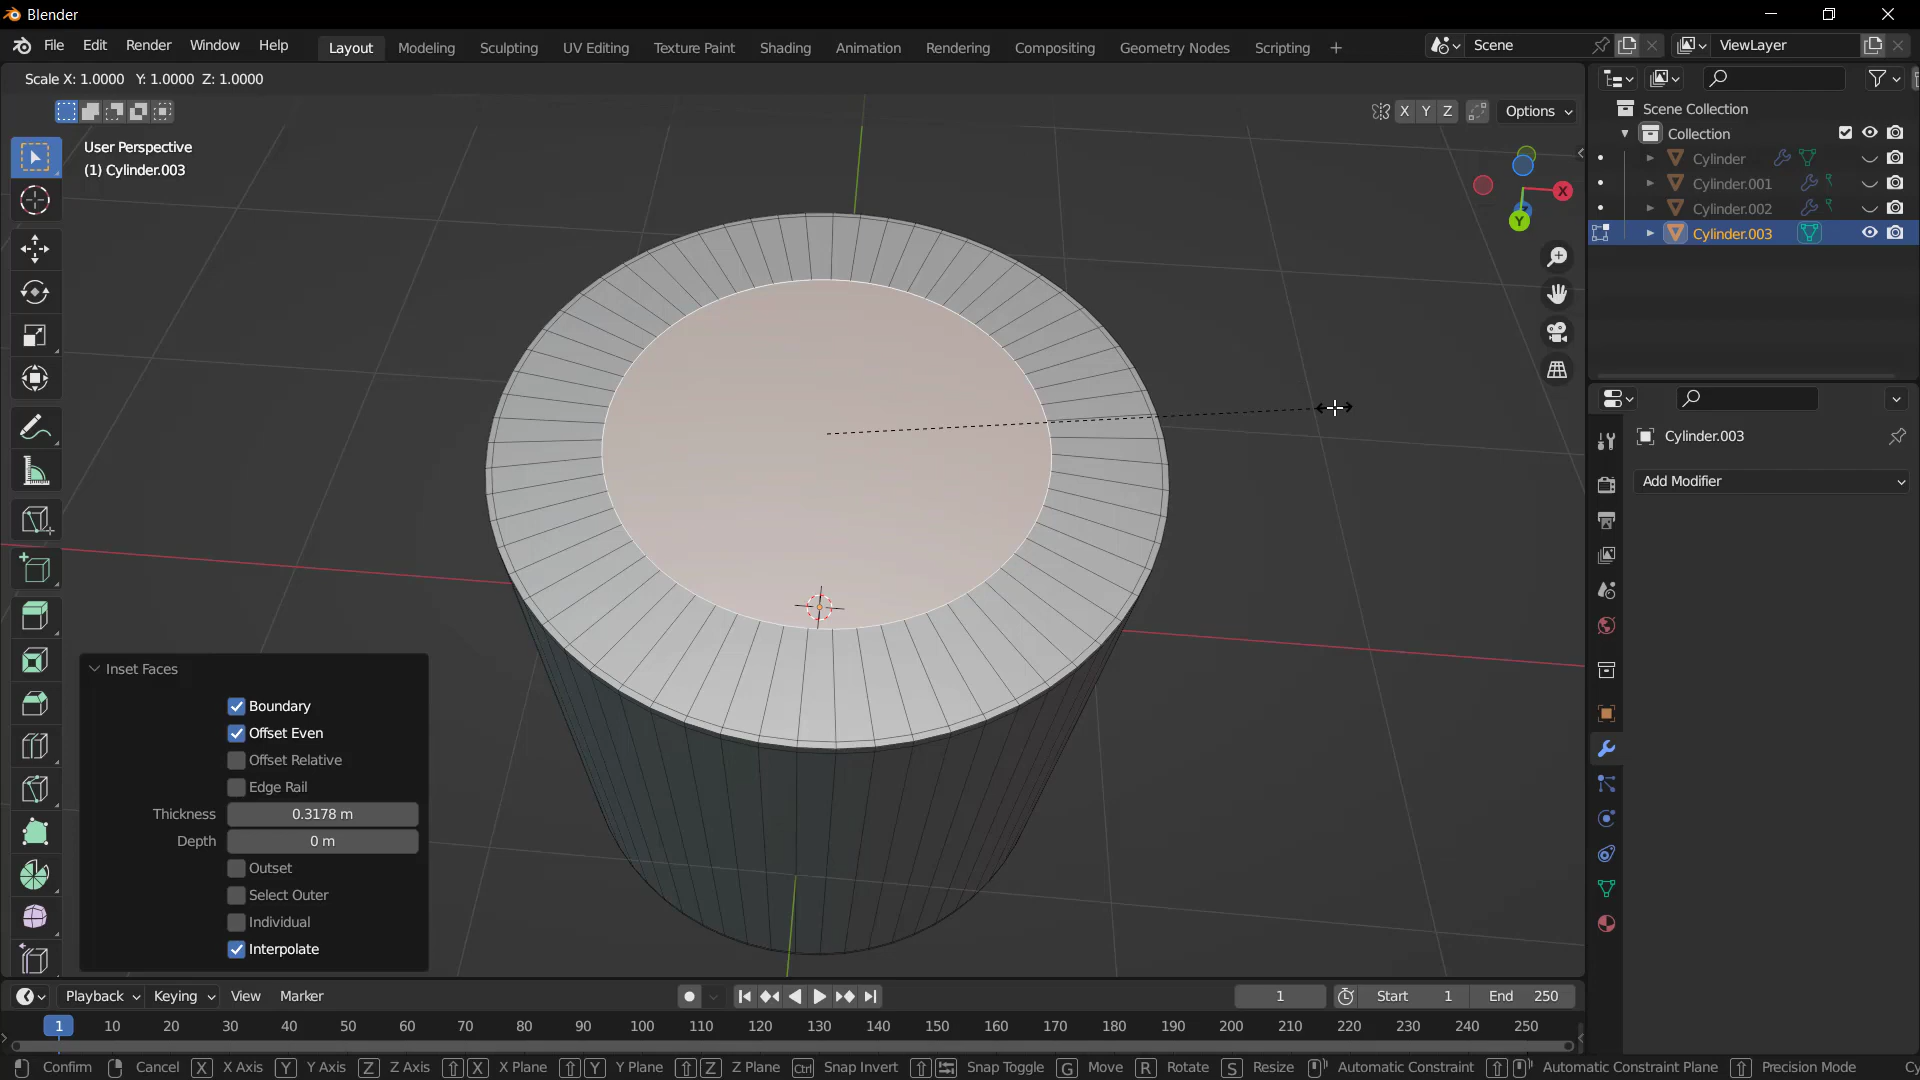 Blender
File Edit Render Window Help
Layout Modeling Sculpting UV Editing Texture Paint Shading Animation Rendering Compositing Geometry Nodes Scripting +
Scene
ViewLayer
Scale X: 1.0000 Y: 1.0000 Z: 1.0000
X Y Z Options
User Perspective
(1) Cylinder.003
X
Y
Scene Collection
Collection
Cylinder
Cylinder.001
Cylinder.002
Cylinder.003
Cylinder.003
Add Modifier
Inset Faces
Boundary
Offset Even
Offset Relative
Edge Rail
Thickness 0.3178 m
Depth 0 m
Outset
Select Outer
Individual
Interpolate
Playback Keying View Marker
1
Start 1
End 250
1 10 20 30 40 50 60 70 80 90 100 110 120 130 140 150 160 170 180 190 200 210 220 230 240 250
Confirm Cancel X X Axis Y Y Axis Z Z Axis X X Plane Y Y Plane Z Z Plane Ctrl Snap Invert Snap Toggle G Move R Rotate S Resize Automatic Constraint Automatic Constraint Plane Precision Mode Cy